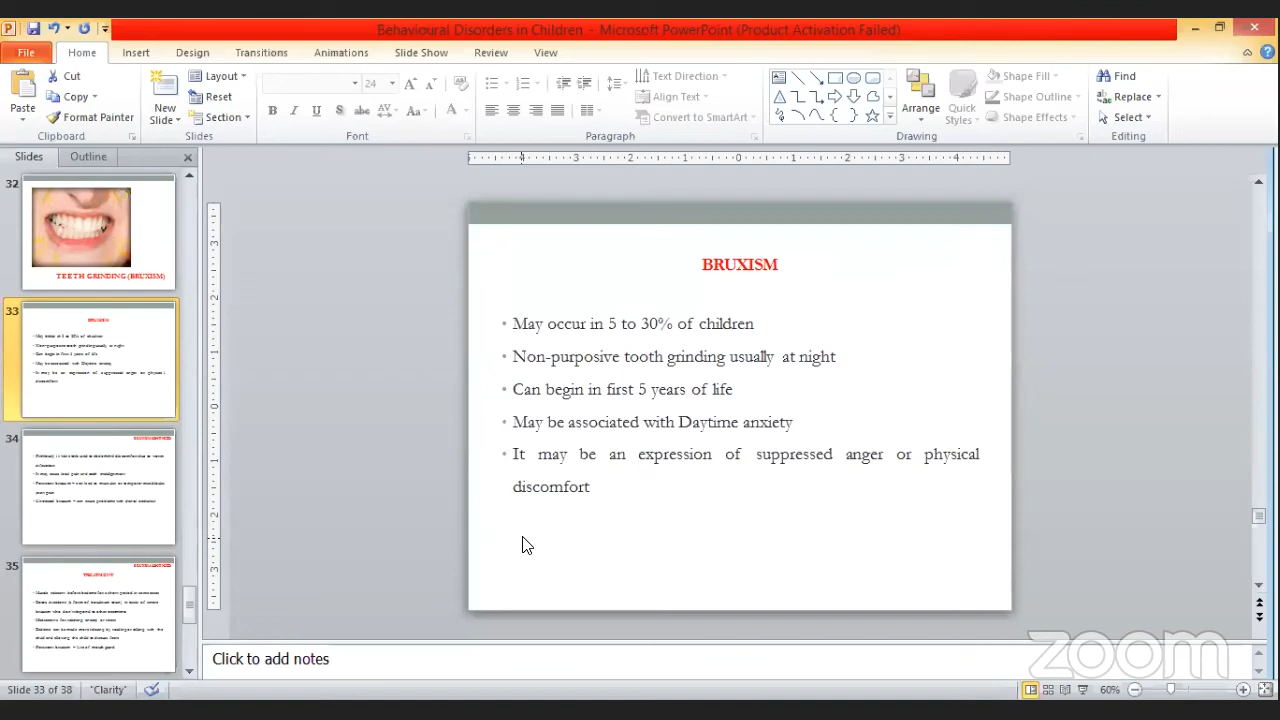 Behavioural Disorders in Children - Microsoft PowerPoint (Product Activation Failed)
File Home Insert Design Transitions Animations Slide Show Review View
Cut Layout 24 Text Direction Shape Fill Find
Paste Copy New Slide Reset Align Text Arrange Quick Styles Shape Outline Replace
Format Painter Section Convert to SmartArt Shape Effects Select
Clipboard Slides Font Paragraph Drawing Editing
Slides Outline
32
TEETH GRINDING (BRUXISM)
33
34
35
TREATMENT
BRUXISM
• May occur in 5 to 30% of children
• Non-purposive tooth grinding usually at night
• Can begin in first 5 years of life
• May be associated with Daytime anxiety
• It may be an expression of suppressed anger or physical
discomfort
Click to add notes
zoom
Slide 33 of 38 "Clarity" 60%